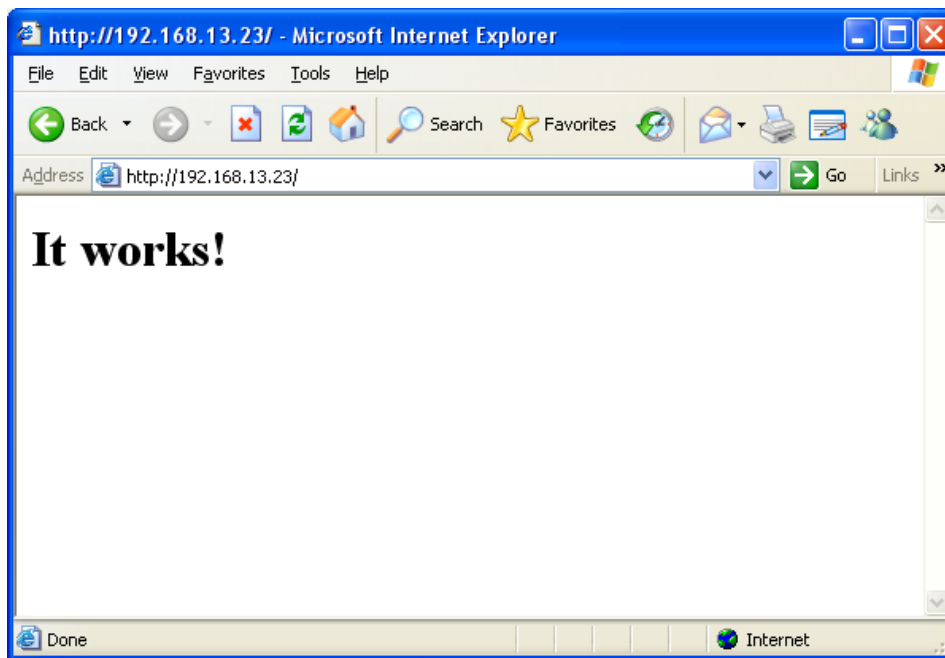 http://192.168.13.23/ - Microsoft Internet Explorer
File Edit View Favorites Tools Help
Back Search Favorites
Address http://192.168.13.23/ Go Links »
It works!
Done Internet